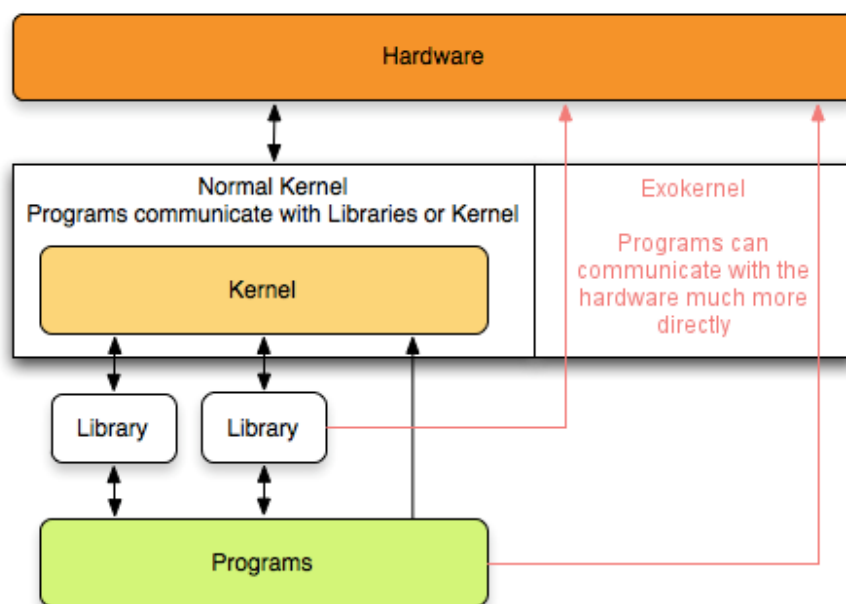 Hardware
Normal Kernel
Programs communicate with Libraries or Kernel
Kernel
Exokernel
Programs can
communicate with the
hardware much more
directly
Library
Library
Programs